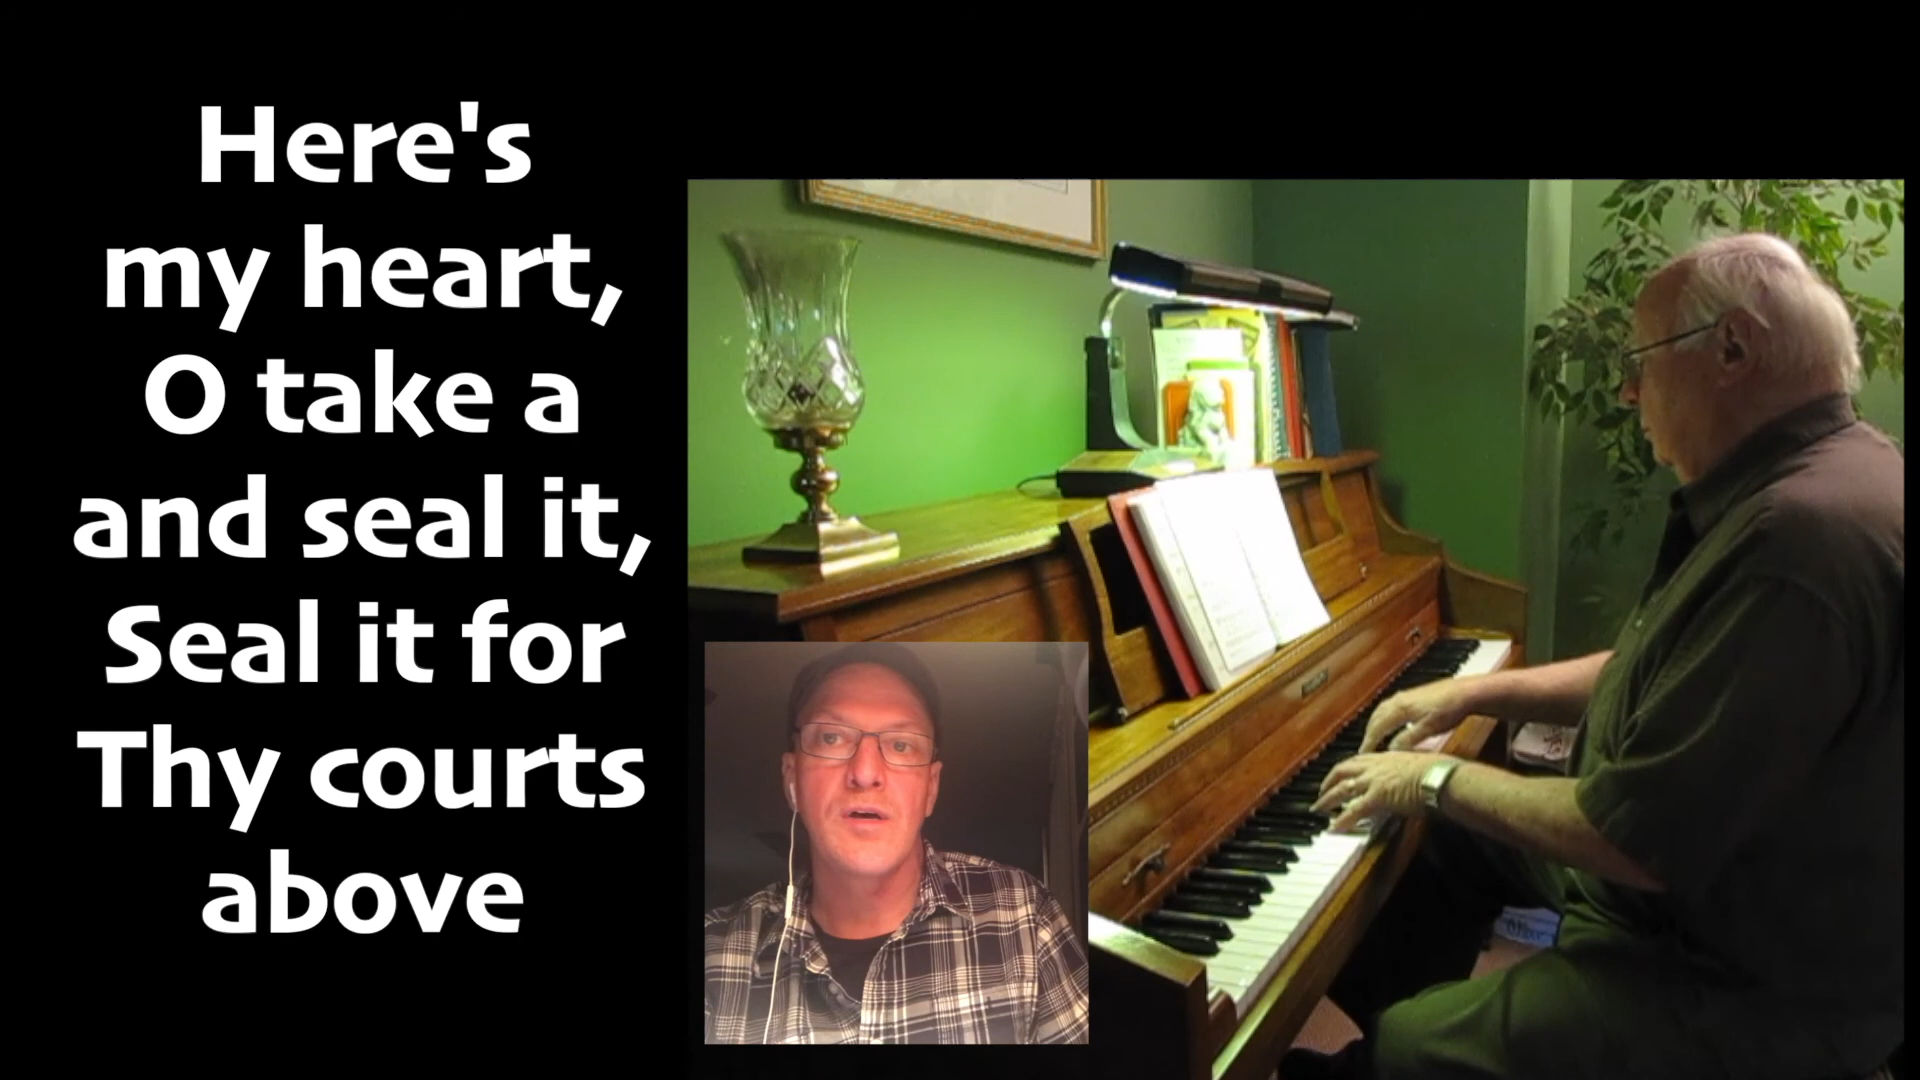 Here's
my heart,
O take a
and seal it,
Seal it for
Thy courts
above